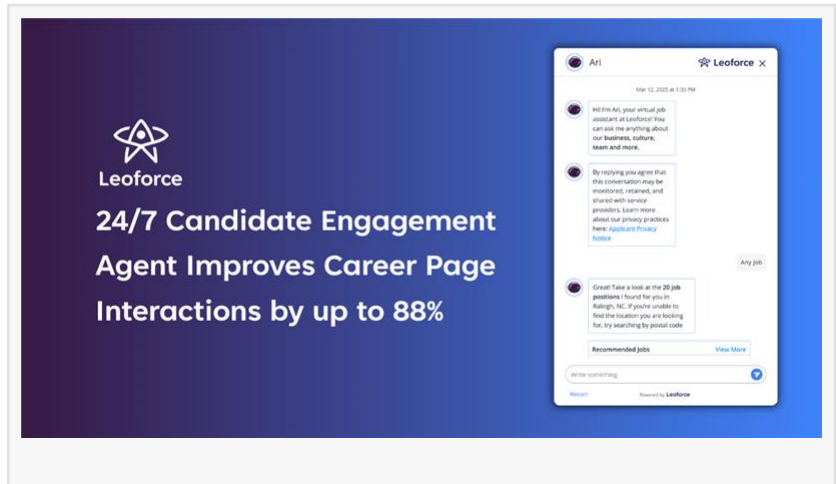 Leoforce
24/7 Candidate Engagement
Agent Improves Career Page
Interactions by up to 88%
Ari
Leoforce ×
Mar 12, 2025 at 1:30 PM
Hi! I'm Ari, your virtual job
assistant at Leoforce! You
can ask me anything about
our business, culture,
team and more.
By replying you agree that
this conversation may be
monitored, retained, and
shared with service
providers. Learn more
about our privacy practices
here: Applicant Privacy
Notice
Any job
Great! Take a look at the 20 job
positions I found for you in
Raleigh, NC. If you're unable to
find the location you are looking
for, try searching by postal code
Recommended Jobs View More
Write something
Restart Powered by Leoforce